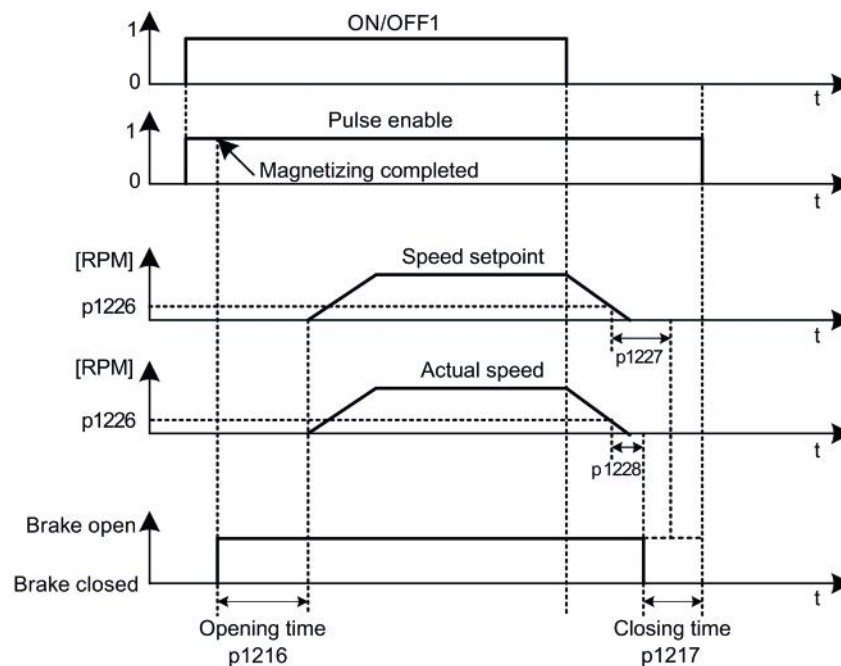 ON/OFF1
1
0
t
Pulse enable
1
Magnetizing completed
0
t
[RPM]
Speed setpoint
p1226
p1227
t
[RPM]
Actual speed
p1226
p1228
t
Brake open
Brake closed
t
Opening time
p1216
Closing time
p1217